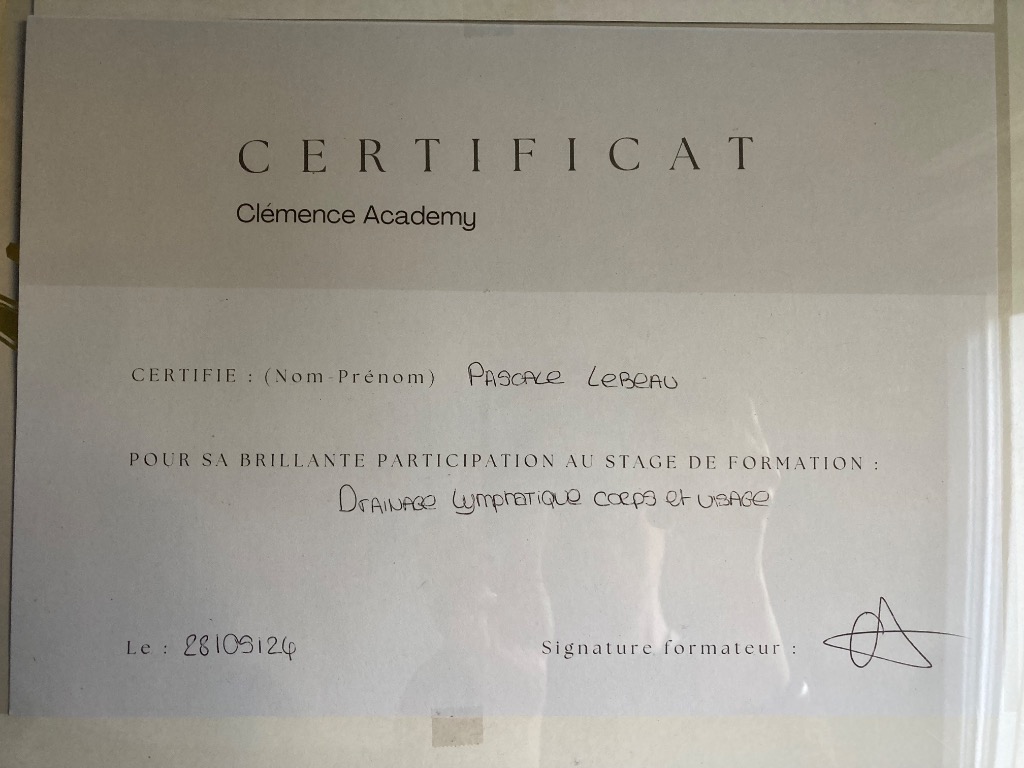 CERTIFICAT
Clémence Academy
CERTIFIE : (Nom-Prénom) PASCALE LEBEAU
POUR SA BRILLANTE PARTICIPATION AU STAGE DE FORMATION :
DRAINAGE LYMPHATIQUE CORPS ET VISAGE
Le : 28/09/24
Signature formateur :